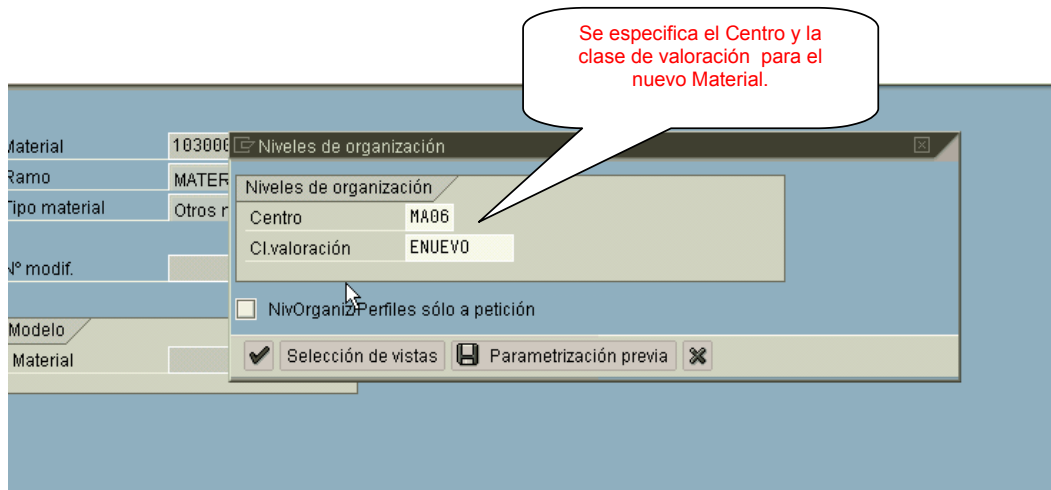 Se especifica el Centro y la
clase de valoración para el
nuevo Material.
Material 103000
Niveles de organización
Ramo MATER
Niveles de organización
Tipo material Otros
Centro MA06
Cl.valoración ENUEVO
Nº modif.
NivOrganiz/Perfiles sólo a petición
Modelo
Material
Selección de vistas Parametrización previa